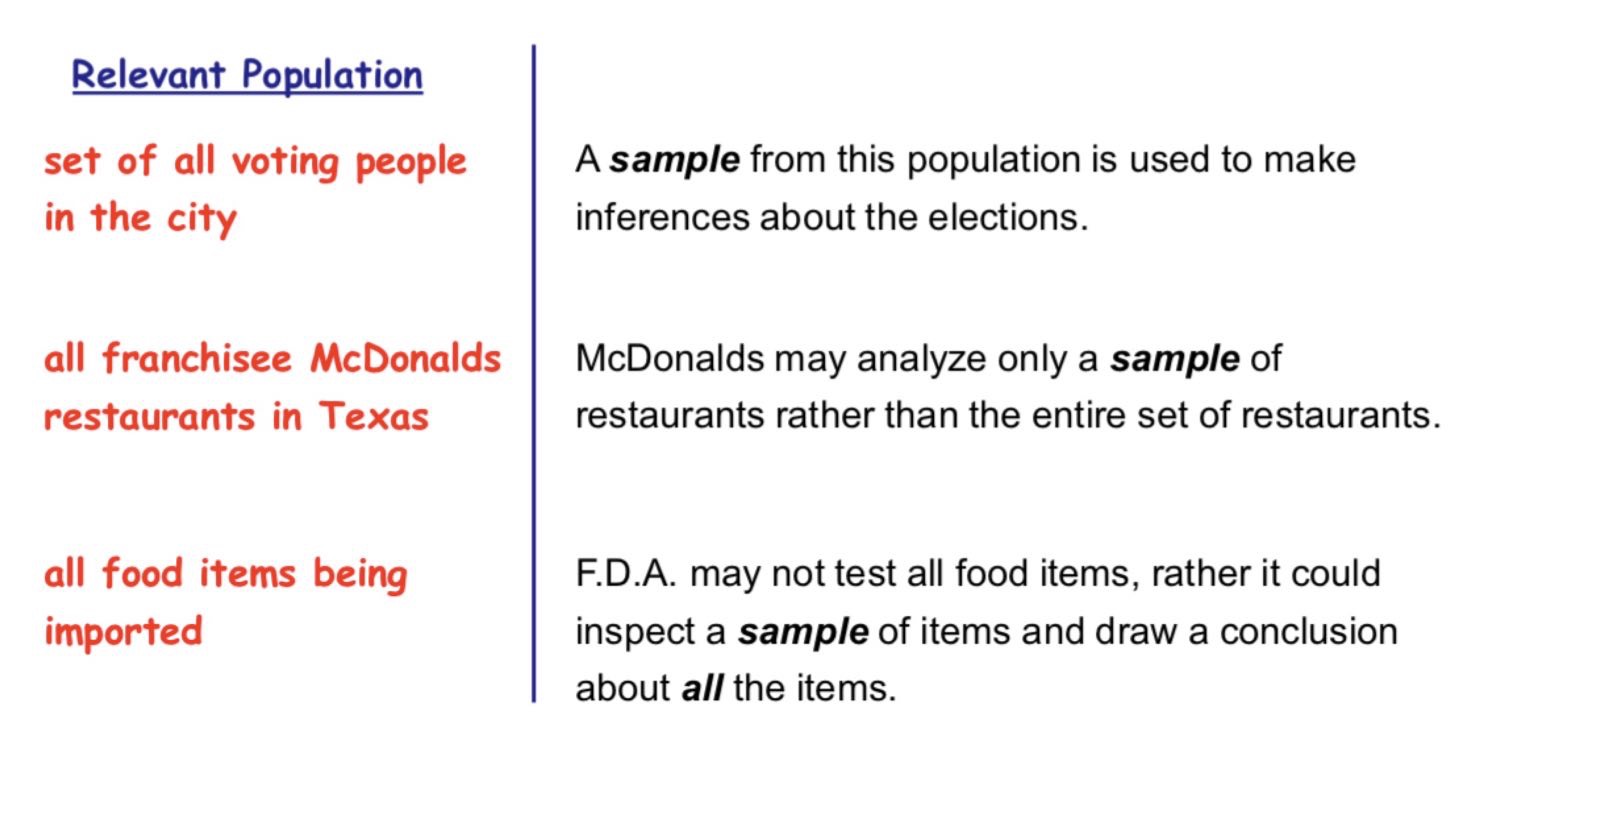 Relevant Population
set of all voting people
in the city
A sample from this population is used to make
inferences about the elections.
all franchisee McDonalds
restaurants in Texas
McDonalds may analyze only a sample of
restaurants rather than the entire set of restaurants.
all food items being
imported
F.D.A. may not test all food items, rather it could
inspect a sample of items and draw a conclusion
about all the items.